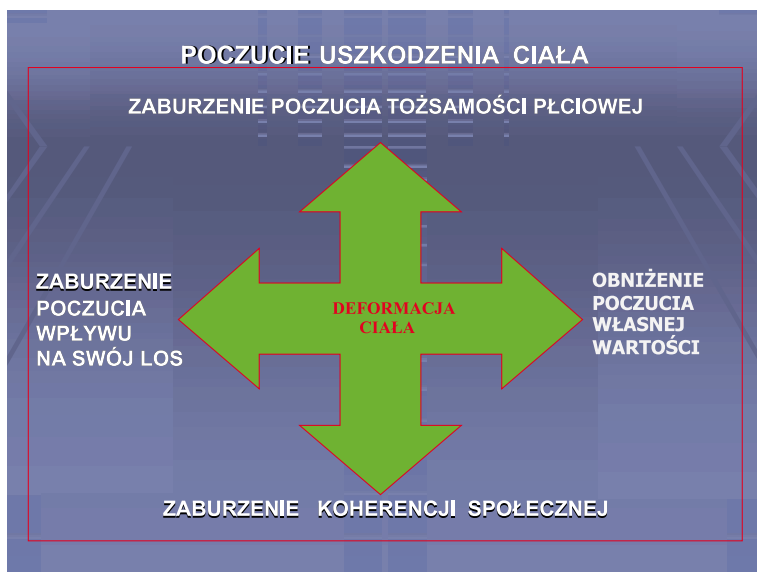 POCZUCIE USZKODZENIA CIAŁA
ZABURZENIE POCZUCIA TOŻSAMOŚCI PŁCIOWEJ
ZABURZENIE
POCZUCIA
WPŁYWU
NA SWÓJ LOS
DEFORMACJA
CIAŁA
OBNIŻENIE
POCZUCIA
WŁASNEJ
WARTOŚCI
ZABURZENIE KOHERENCJI SPOŁECZNEJ